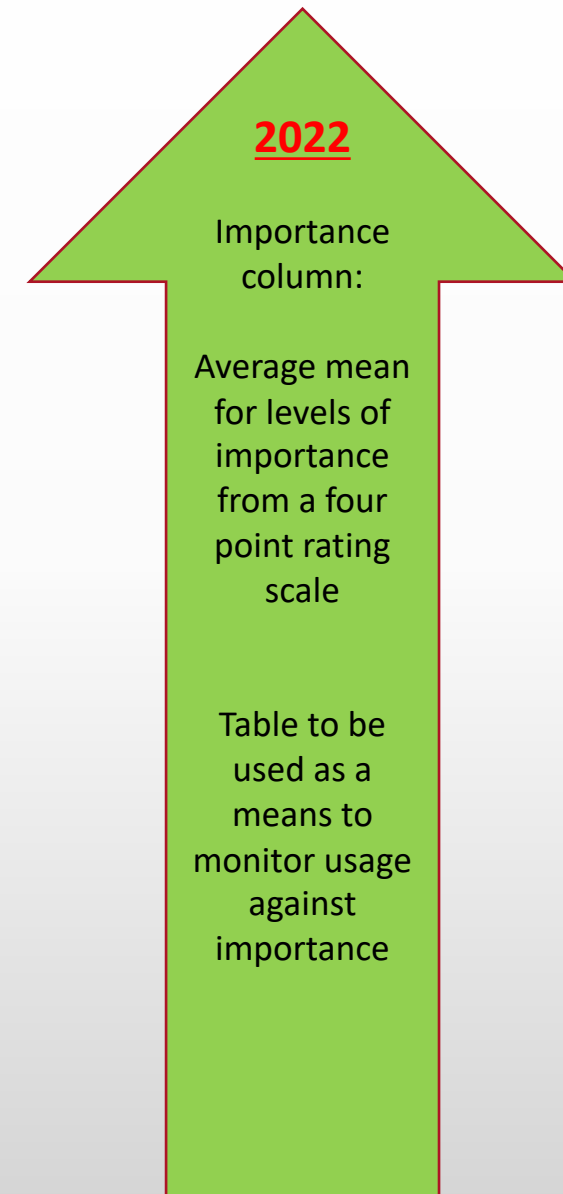 2022
Importance
column:
Average mean
for levels of
importance
from a four
point rating
scale
Table to be
used as a
means to
monitor usage
against
importance